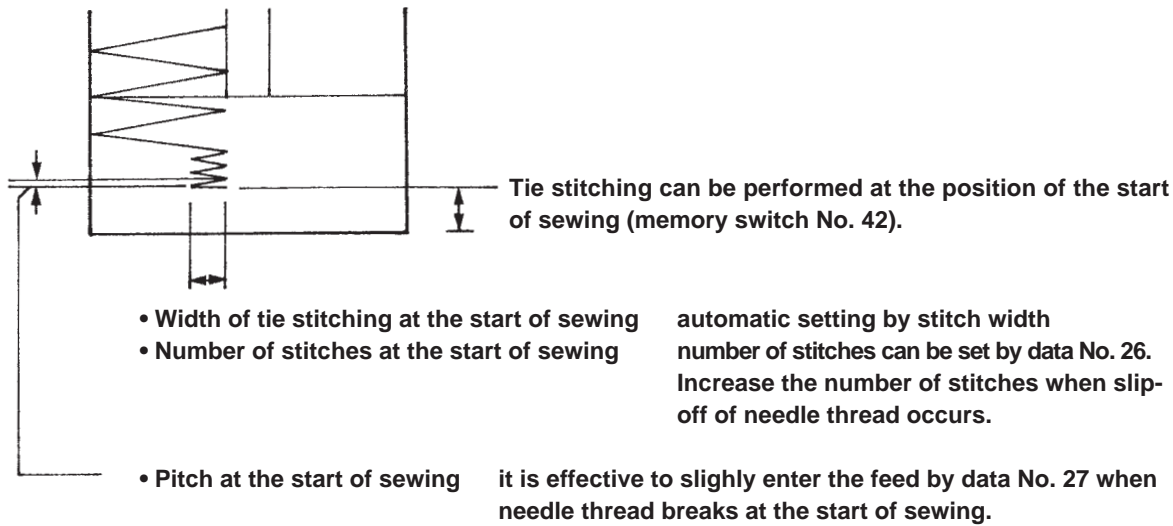 Tie stitching can be performed at the position of the start
of sewing (memory switch No. 42).
• Width of tie stitching at the start of sewing automatic setting by stitch width
• Number of stitches at the start of sewing number of stitches can be set by data No. 26.
Increase the number of stitches when slip-
off of needle thread occurs.
• Pitch at the start of sewing it is effective to slighly enter the feed by data No. 27 when
needle thread breaks at the start of sewing.